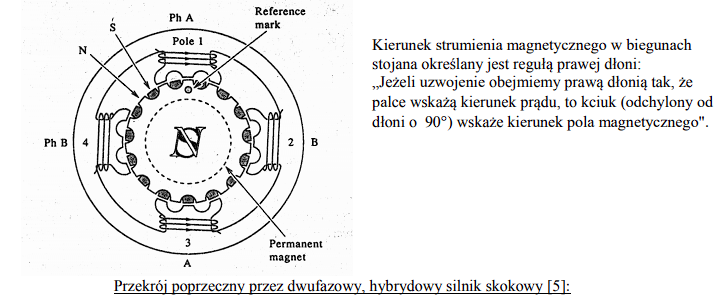 Ph A
Reference
mark
Ś
Pole 1
N
Kierunek strumienia magnetycznego w biegunach
stojana określany jest regułą prawej dłoni:
„Jeżeli uzwojenie obejmiemy prawą dłonią tak, że
palce wskażą kierunek prądu, to kciuk (odchylony od
dłoni o 90°) wskaże kierunek pola magnetycznego".
Ph B
4
2
B
N
S
3
A
Permanent
magnet
Przekrój poprzeczny przez dwufazowy, hybrydowy silnik skokowy [5]: